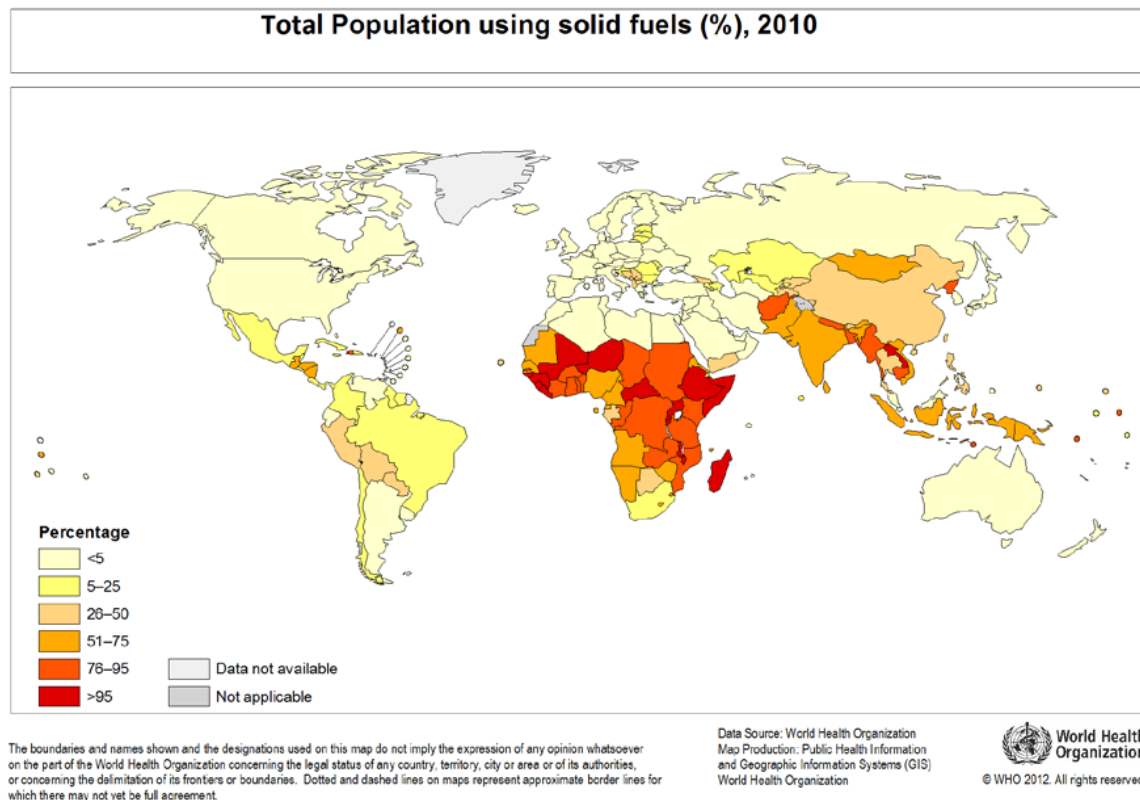 Total Population using solid fuels (%), 2010
Percentage
<5
5–25
26–50
51–75
76–95
>95
Data not available
Not applicable
The boundaries and names shown and the designations used on this map do not imply the expression of any opinion whatsoever
on the part of the World Health Organization concerning the legal status of any country, territory, city or area or of its authorities,
or concerning the delimitation of its frontiers or boundaries. Dotted and dashed lines on maps represent approximate border lines for
which there may not yet be full agreement.
Data Source: World Health Organization
Map Production: Public Health Information
and Geographic Information Systems (GIS)
World Health Organization
World Health
Organization
© WHO 2012. All rights reserved